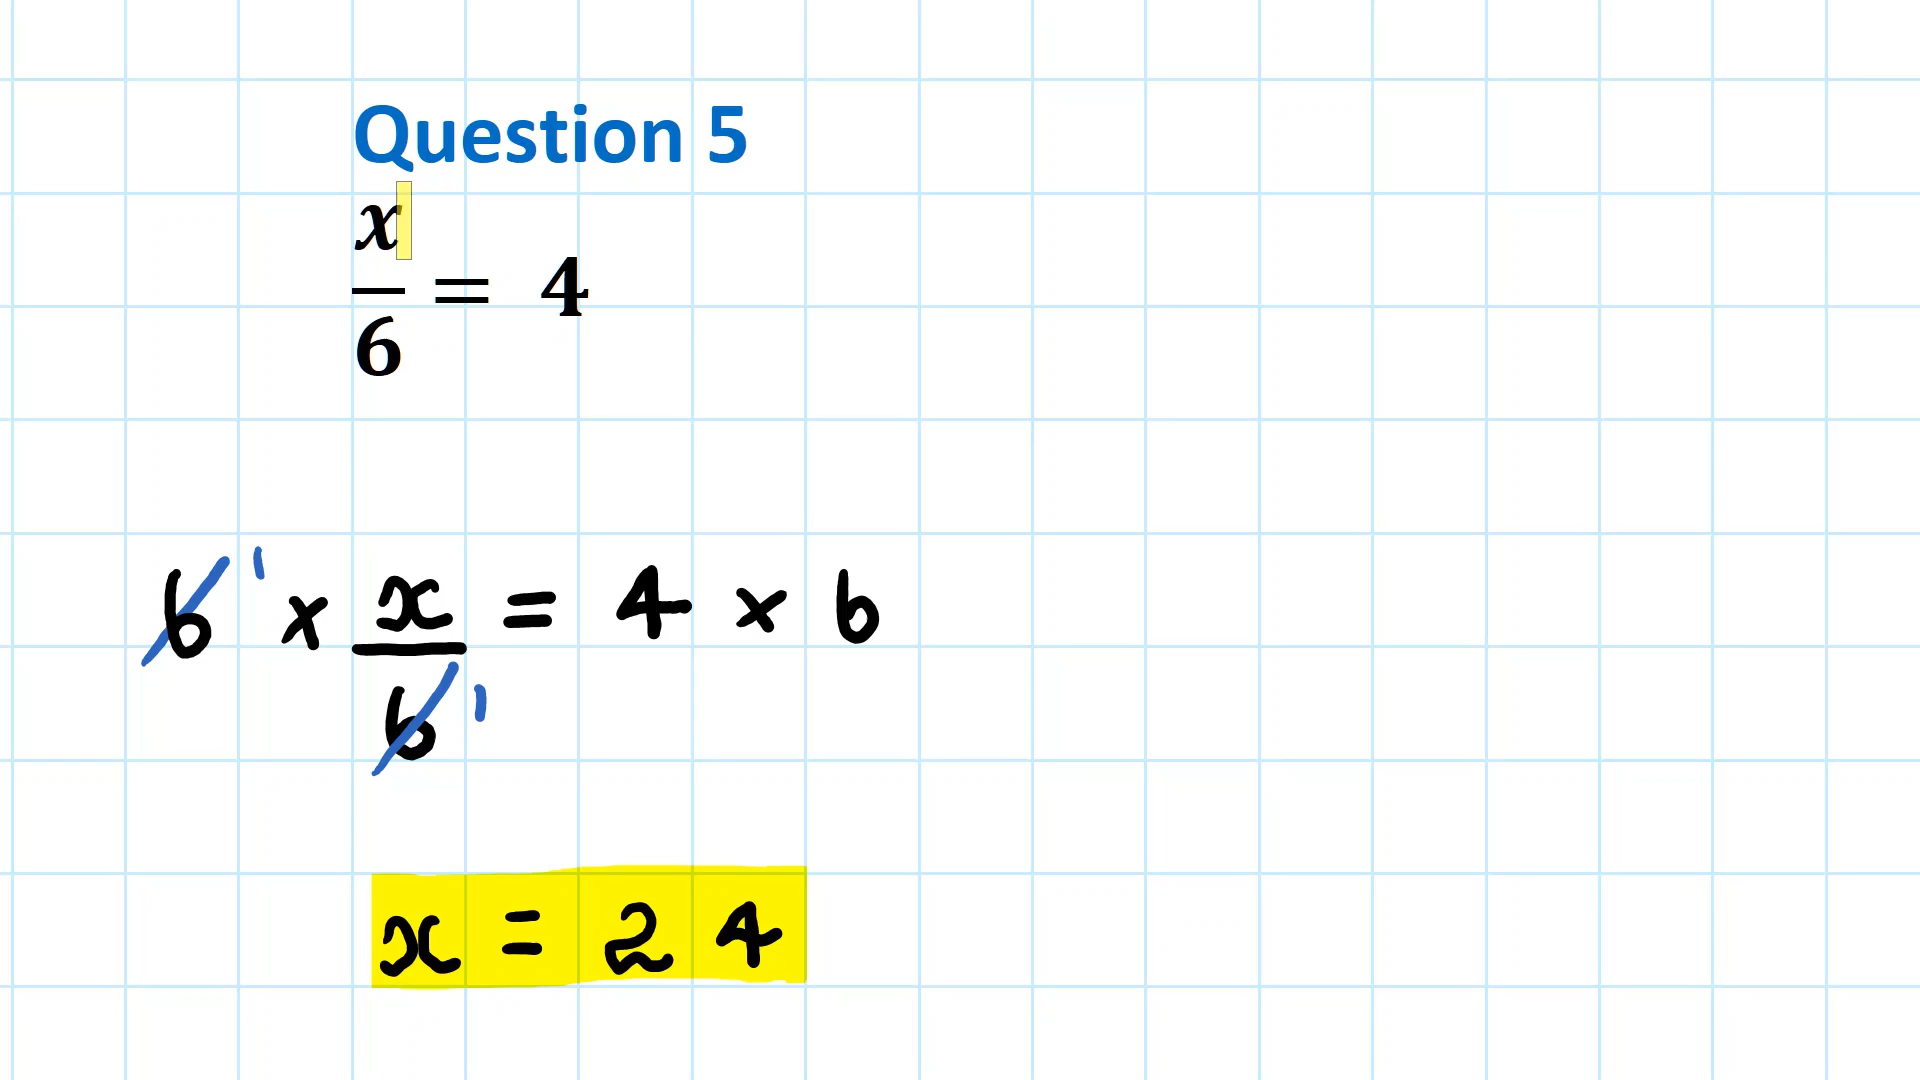 Question 5
x/6 = 4
6 ' × x/6 ' = 4 × 6
x = 24